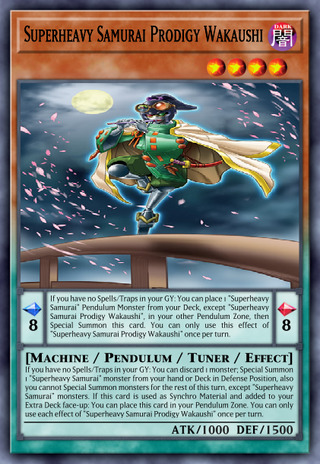 Superheavy Samurai Prodigy Wakaushi
DARK
闇
If you have no Spells/Traps in your GY: You can place 1 "Superheavy
Samurai" Pendulum Monster from your Deck, except "Superheavy
Samurai Prodigy Wakaushi", in your other Pendulum Zone, then
Special Summon this card. You can only use this effect of
"Superheavy Samurai Prodigy Wakaushi" once per turn.
8
8
[Machine / Pendulum / Tuner / Effect]
If you have no Spells/Traps in your GY: You can discard 1 monster; Special Summon
1 "Superheavy Samurai" monster from your hand or Deck in Defense Position, also
you cannot Special Summon monsters for the rest of this turn, except "Superheavy
Samurai" monsters. If this card is used as Synchro Material and added to your
Extra Deck face-up: You can place this card in your Pendulum Zone. You can only
use each effect of "Superheavy Samurai Prodigy Wakaushi" once per turn.
ATK/1000 DEF/1500